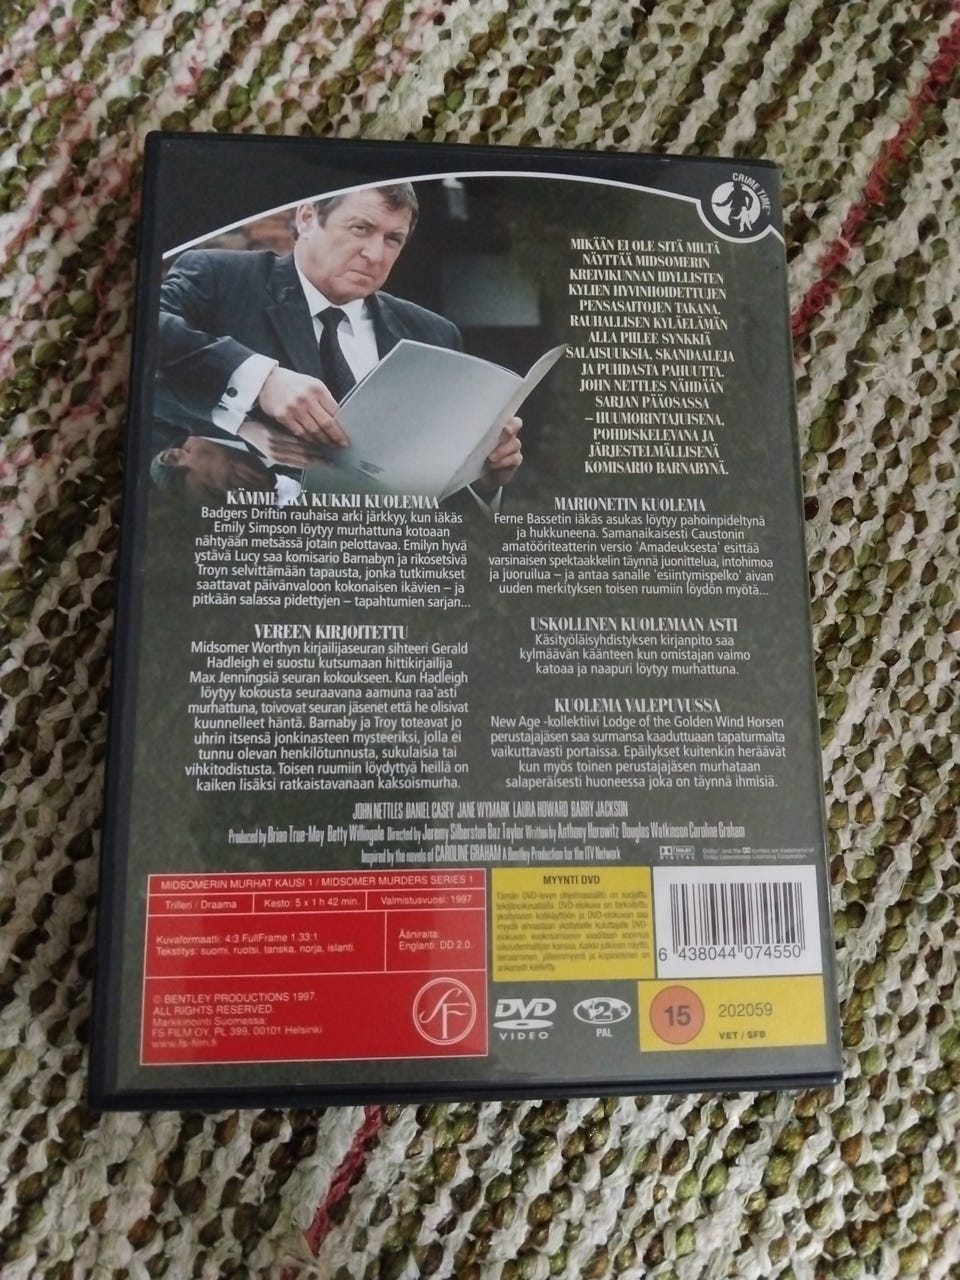 CRIME TIME
MIKÄÄN EI OLE SITÄ MILTÄ
NÄYTTÄÄ MIDSOMERIN
KREIVIKUNNAN IDYLLISTEN
KYLIEN HYVINHOIDETTUJEN
PENSASAITOJEN TAKANA.
RAUHALLISEN KYLÄELÄMÄN
ALLA PIILEE SYNKKIÄ
SALAISUUKSIA, SKANDAALEJA
JA PUHDASTA PAHUUTTA.
JOHN NETTLES NÄHDÄÄN
SARJAN PÄÄOSASSA
– HUUMORINTAJUISENA,
POHDISKELEVANA JA
JÄRJESTELMÄLLISENÄ
KOMISARIO BARNABYNÄ.
KÄMMEKKÄ KUKKII KUOLEMAA
Badgers Driftin rauhaisa arki järkkyy, kun iäkäs
Emily Simpson löytyy murhattuna kotoaan
nähtyään metsässä jotain pelottavaa. Emilyn hyvä
ystävä Lucy saa komisario Barnabyn ja rikosetsivä
Troyn selvittämään tapausta, jonka tutkimukset
saattavat päivänvaloon kokonaisen ikävien – ja
pitkään salassa pidettyjen – tapahtumien sarjan...
VEREEN KIRJOITETTU
Midsomer Worthyn kirjailijaseuran sihteeri Gerald
Hadleigh ei suostu kutsumaan hittikirjailija
Max Jenningsiä seuran kokoukseen. Kun Hadleigh
löytyy kokousta seuraavana aamuna raa'asti
murhattuna, toivovat seuran jäsenet että he olisivat
kuunnelleet häntä. Barnaby ja Troy toteavat jo
uhrin itsensä jonkinasteen mysteeriksi, jolla ei
tunnu olevan henkilötunnusta, sukulaisia tai
vihkitodistusta. Toisen ruumiin löydyttyä heillä on
kaiken lisäksi ratkaistavanaan kaksoismurha.
MARIONETIN KUOLEMA
Ferne Bassetin iäkäs asukas löytyy pahoinpideltynä
ja hukkuneena. Samanaikaisesti Caustonin
amatööriteatterin versio 'Amadeuksesta' esittää
varsinaisen spektaakkelin täynnä juonittelua, intohimoa
ja juoruilua – ja antaa sanalle 'esiintymispelko' aivan
uuden merkityksen toisen ruumiin löydön myötä...
USKOLLINEN KUOLEMAAN ASTI
Käsityöläisyhdistyksen kirjanpito saa
kylmäävän käänteen kun omistajan vaimo
katoaa ja naapuri löytyy murhattuna.
KUOLEMA VALEPUVUSSA
New Age -kollektiivi Lodge of the Golden Wind Horsen
perustajajäsen saa surmansa kaaduttuaan tapaturmalta
vaikuttavasti portaissa. Epäilykset kuitenkin heräävät
kun myös toinen perustajajäsen murhataan
salaperäisesti huoneessa joka on täynnä ihmisiä.
JOHN NETTLES DANIEL CASEY JANE WYMARK LAURA HOWARD BARRY JACKSON
Produced by Brian True-May Betty Willingale Directed by Jeremy Silberston Baz Taylor Written by Anthony Horowitz Douglas Watkinson Caroline Graham
Inspired by the novels of CAROLINE GRAHAM A Bentley Production for the ITV Network
DOLBY DIGITAL
MIDSOMERIN MURHAT KAUSI 1 / MIDSOMER MURDERS SERIES 1
Trilleri / Draama Kesto: 5 x 1 h 42 min. Valmistusvuosi: 1997
Kuvaformaatti: 4:3 FullFrame 1.33:1
Tekstitys: suomi, ruotsi, tanska, norja, islanti.
Ääniraita:
Englanti: DD 2.0.
© BENTLEY PRODUCTIONS 1997.
ALL RIGHTS RESERVED.
Markkinointi Suomessa:
FS FILM OY, PL 399, 00101 Helsinki
www.fs-film.fi
SF
MYYNTI DVD
6 438044 074550
DVD
VIDEO
2
PAL
15
202059
VET / SFB